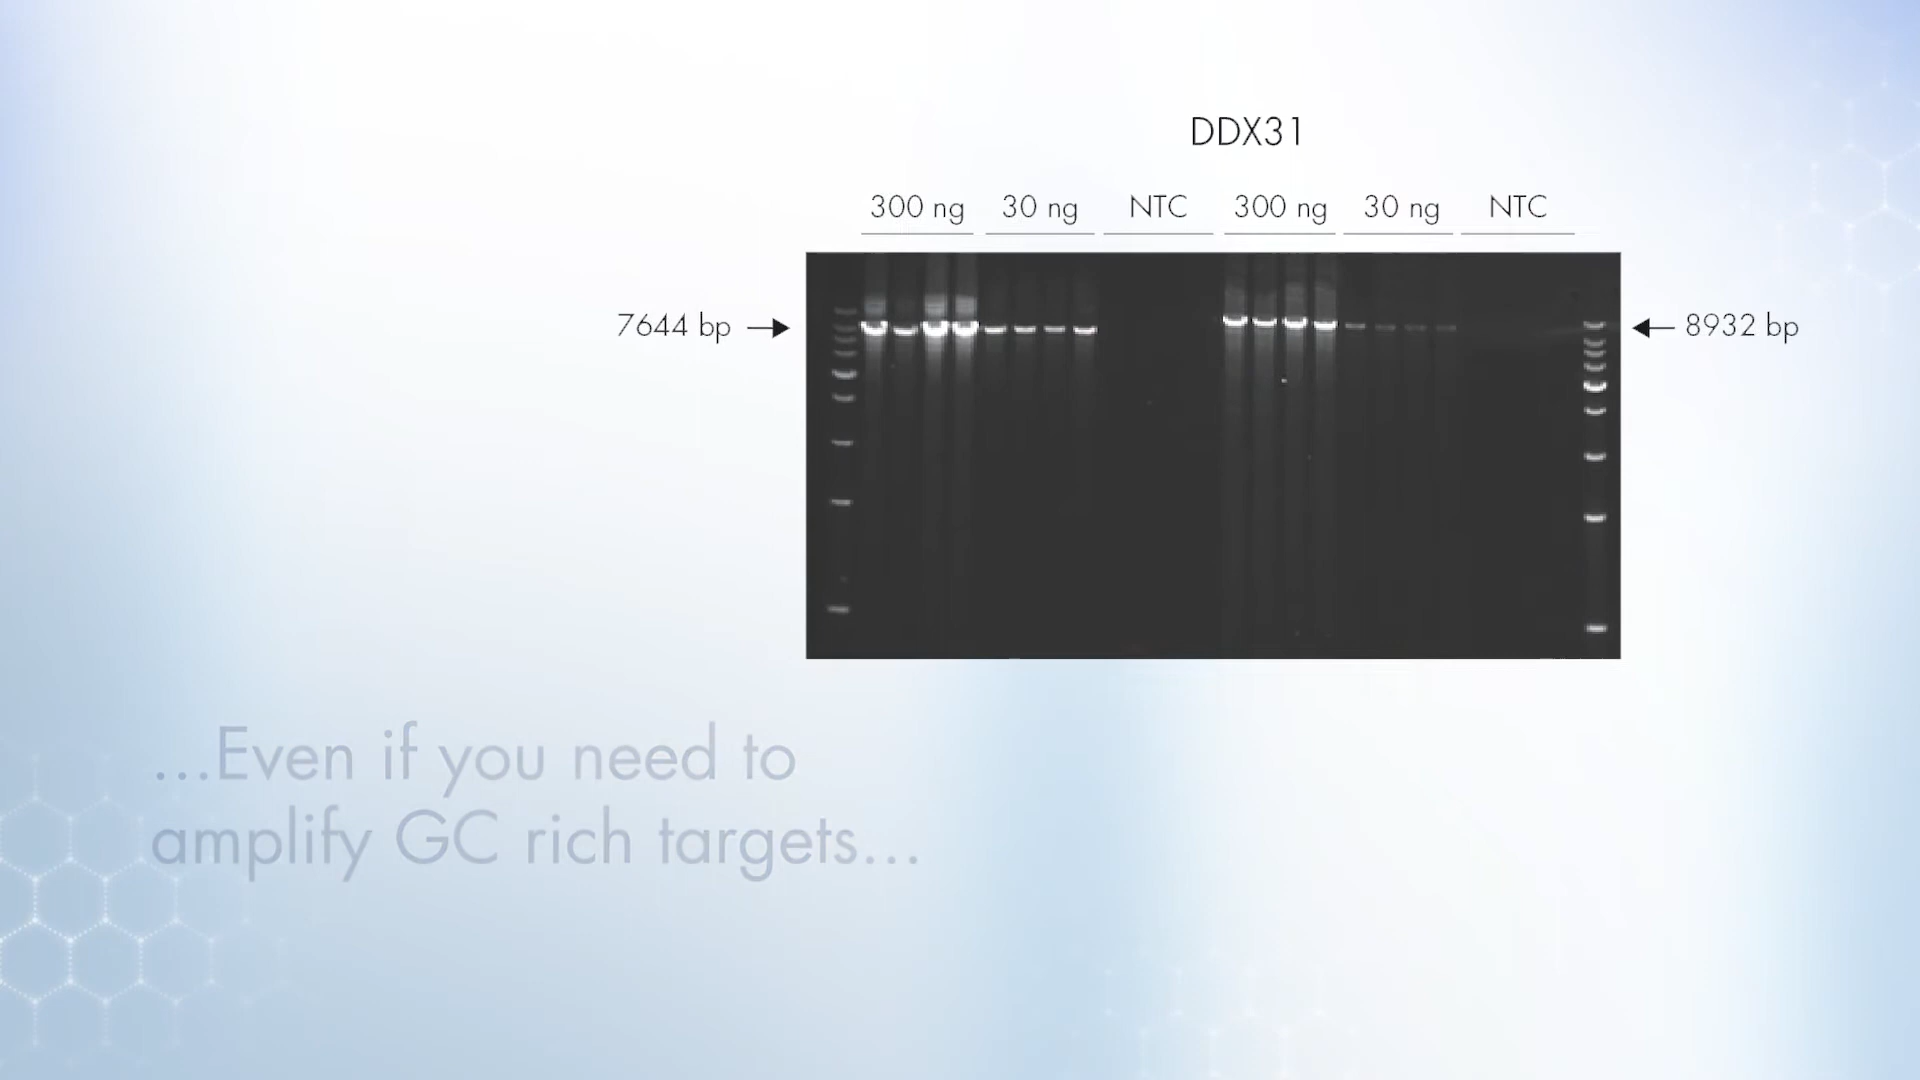 DDX31
300 ng 30 ng NTC 300 ng 30 ng NTC
7644 bp 8932 bp
...Even if you need to
amplify GC rich targets...